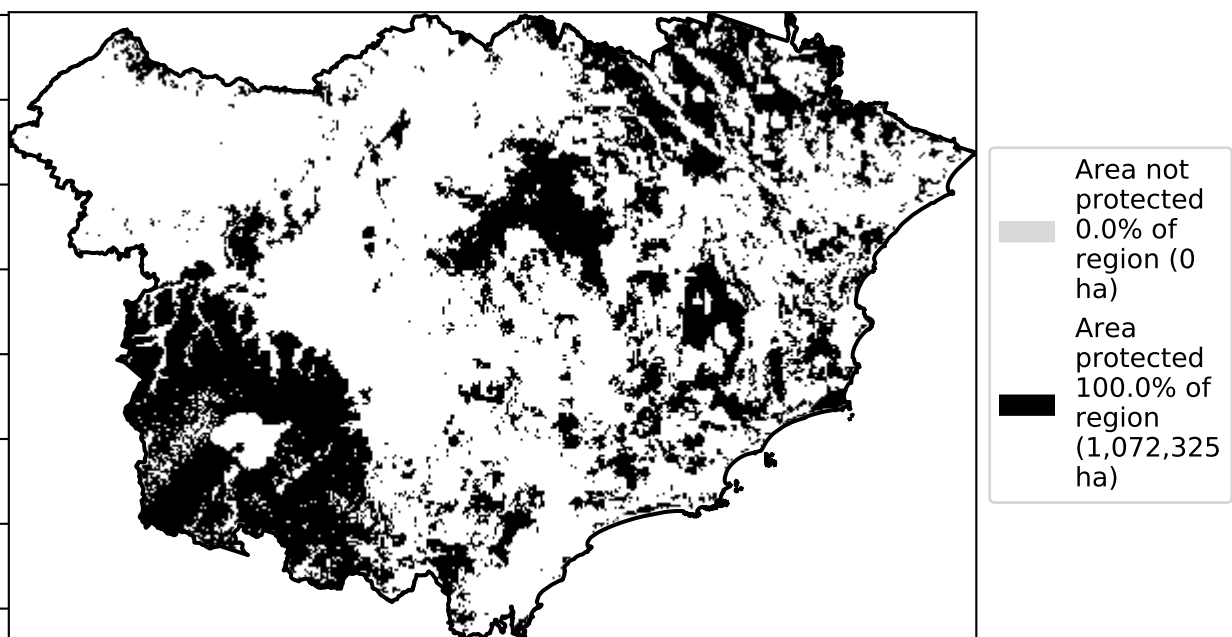 Area not
protected
0.0% of
region (0
ha)
Area
protected
100.0% of
region
(1,072,325
ha)